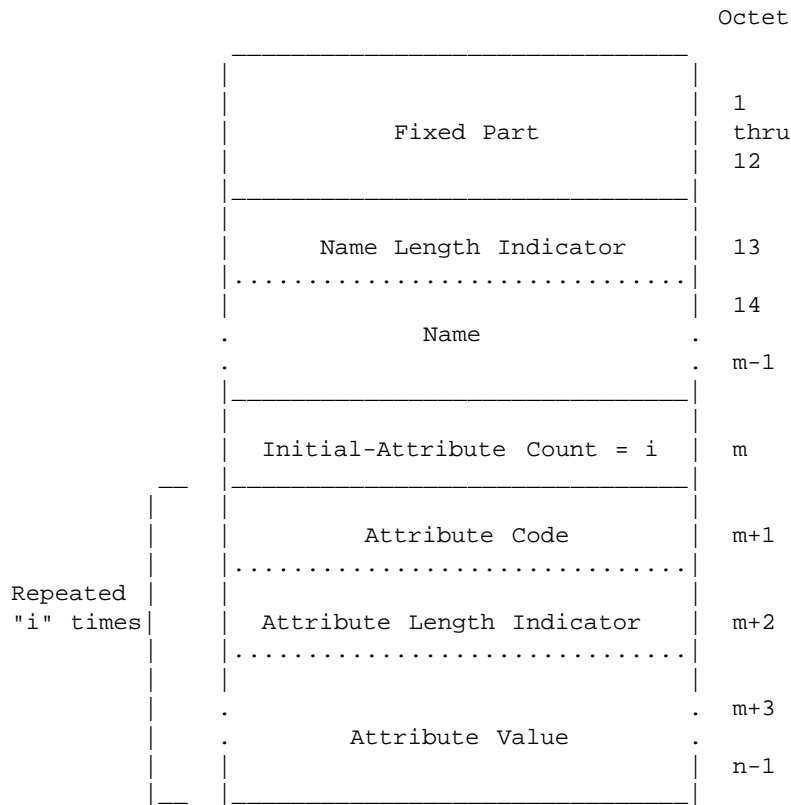 Octet
1
Fixed Part thru
12
Name Length Indicator 13
14
Name
m-1
Initial-Attribute Count = i m
Attribute Code m+1
Repeated
"i" times Attribute Length Indicator m+2
m+3
Attribute Value
n-1